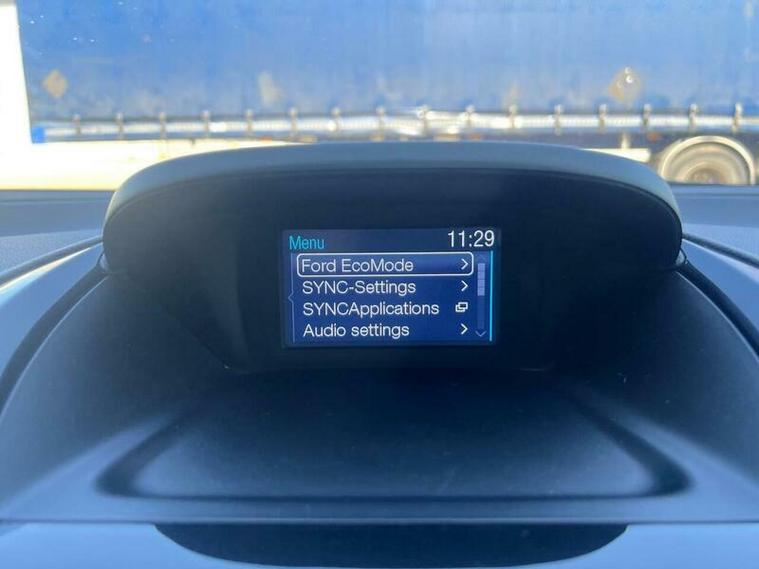 Menu 11:29
Ford EcoMode
SYNC-Settings
SYNCApplications
Audio settings